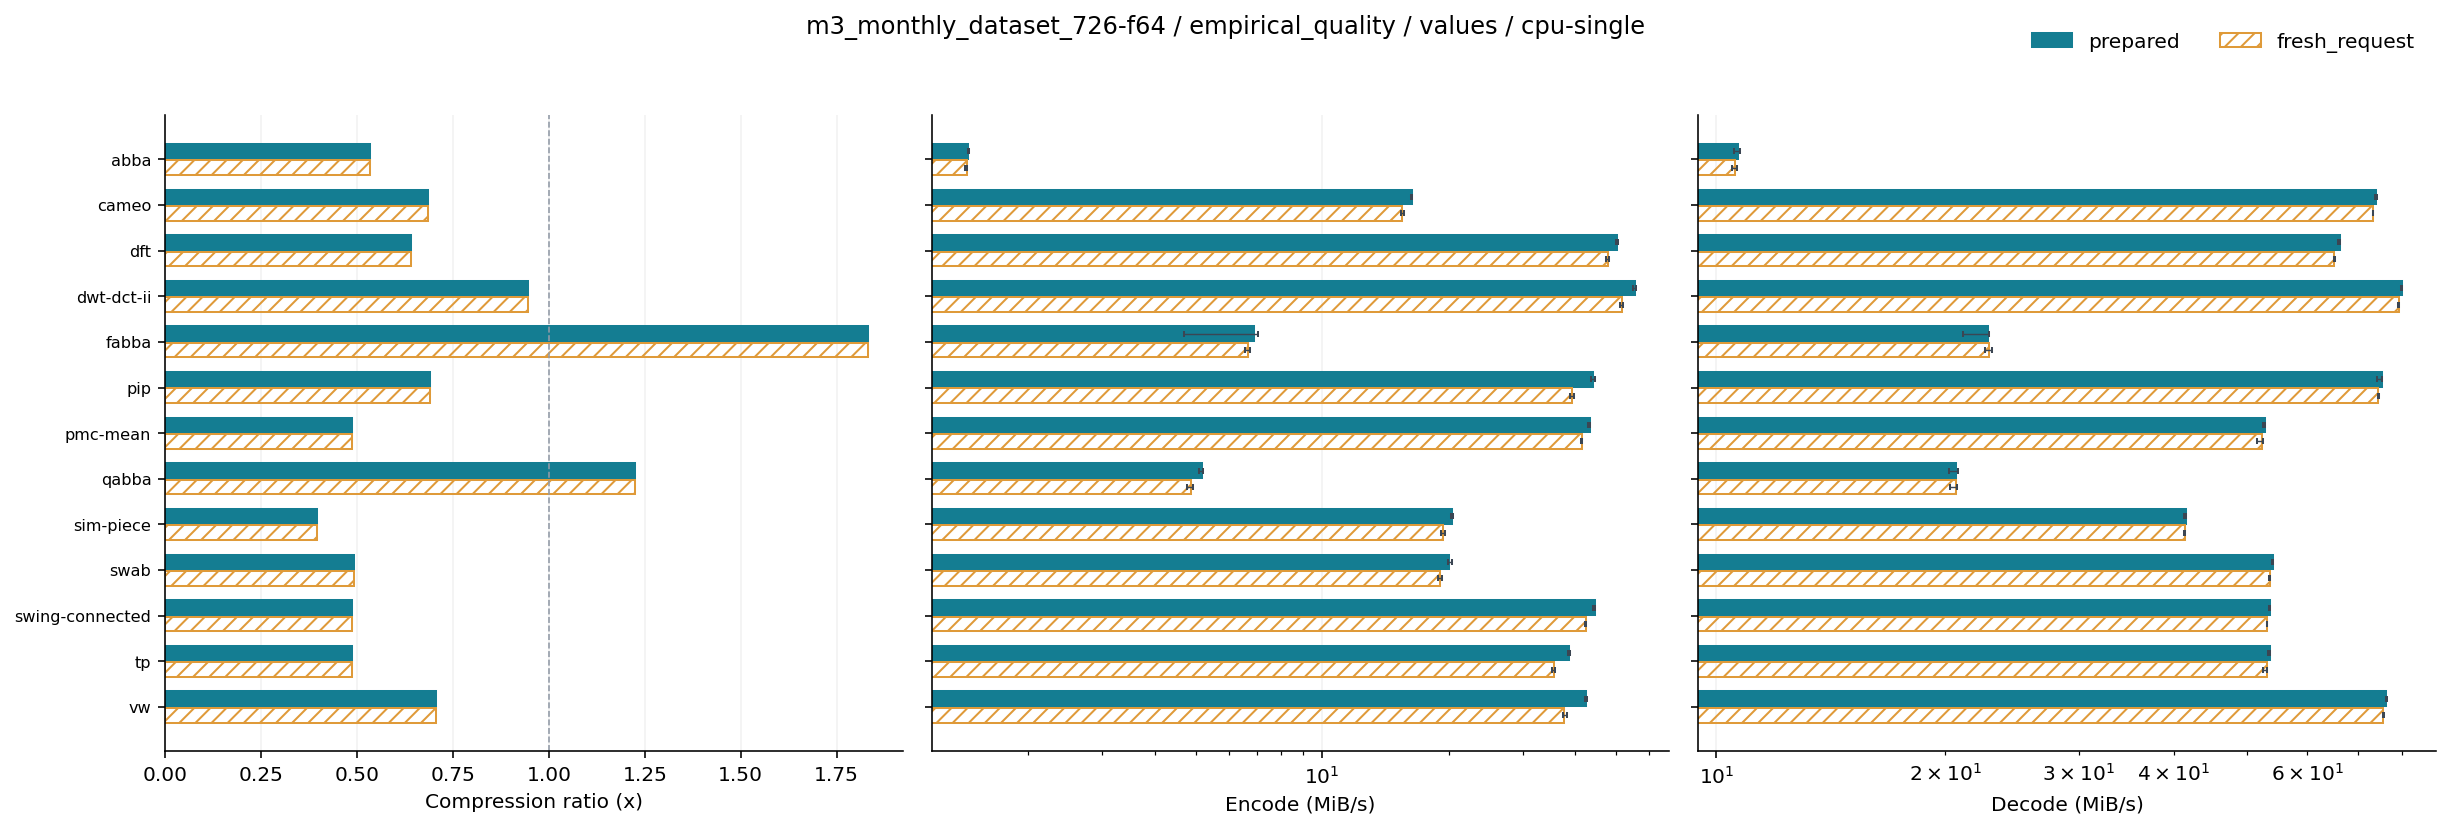 m3_monthly_dataset_726-f64 / empirical_quality / values / cpu-single
prepared
fresh_request
abba
cameo
dft
dwt-dct-ii
fabba
pip
pmc-mean
qabba
sim-piece
swab
swing-connected
tp
vw
0.00 0.25 0.50 0.75 1.00 1.25 1.50 1.75
Compression ratio (x)
10¹
Encode (MiB/s)
10¹ 2 × 10¹ 3 × 10¹ 4 × 10¹ 6 × 10¹
Decode (MiB/s)